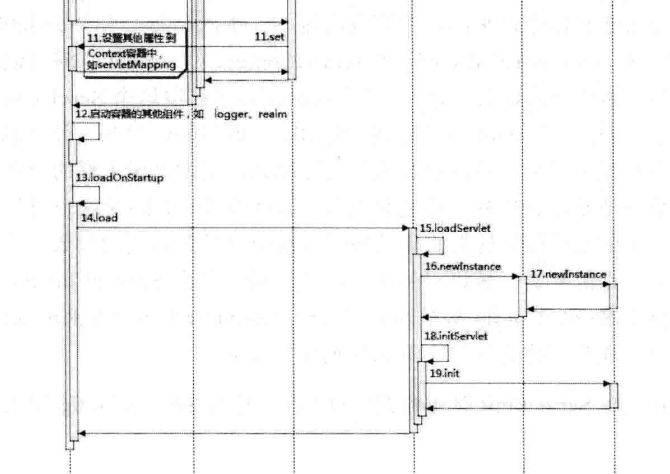 11.设置其他属性到
Context容器中，
如servletMapping
11.set
12.启动容器的其他组件，如 logger、realm
13.loadOnStartup
14.load
15.loadServlet
16.newInstance
17.newInstance
18.initServlet
19.init